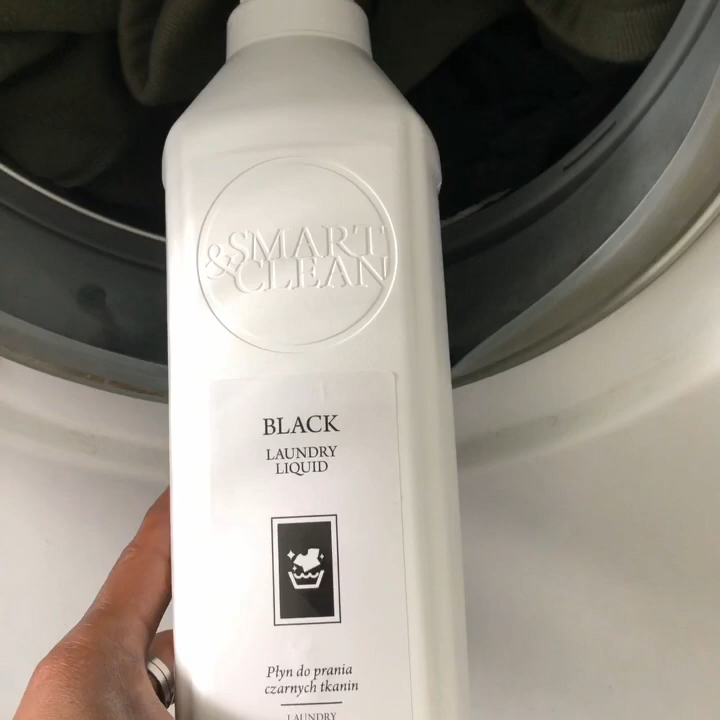 SMART
&CLEAN
BLACK
LAUNDRY
LIQUID
Płyn do prania
czarnych tkanin
LAUNDRY